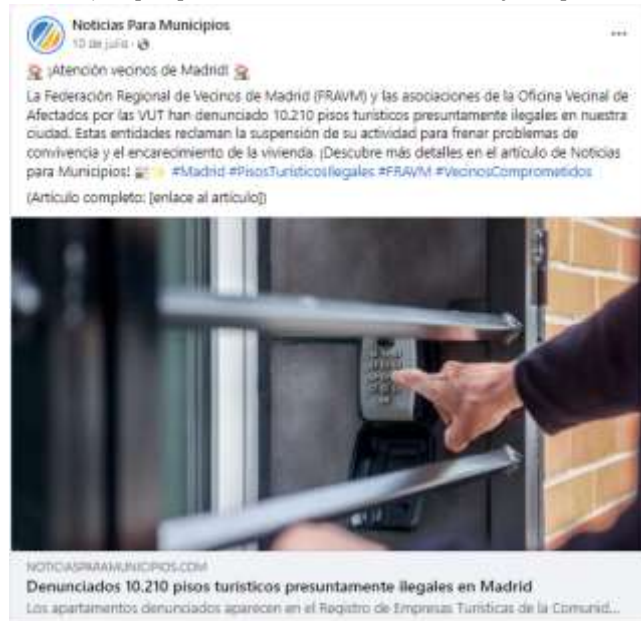 Noticias Para Municipios
10 de julio ·
¡Atención vecinos de Madrid!
La Federación Regional de Vecinos de Madrid (FRAVM) y las asociaciones de la Oficina Vecinal de
Afectados por las VUT han denunciado 10.210 pisos turísticos presuntamente ilegales en nuestra
ciudad. Estas entidades reclaman la suspensión de su actividad para frenar problemas de
convivencia y el encarecimiento de la vivienda. ¡Descubre más detalles en el artículo de Noticias
para Municipios! #Madrid #PisosTurísticosIlegales #FRAVM #VecinosComprometidos
(Artículo completo: [enlace al artículo])
NOTICIASPARAMUNICIPIOS.COM
Denunciados 10.210 pisos turísticos presuntamente ilegales en Madrid
Los apartamentos denunciados aparecen en el Registro de Empresas Turísticas de la Comunid...